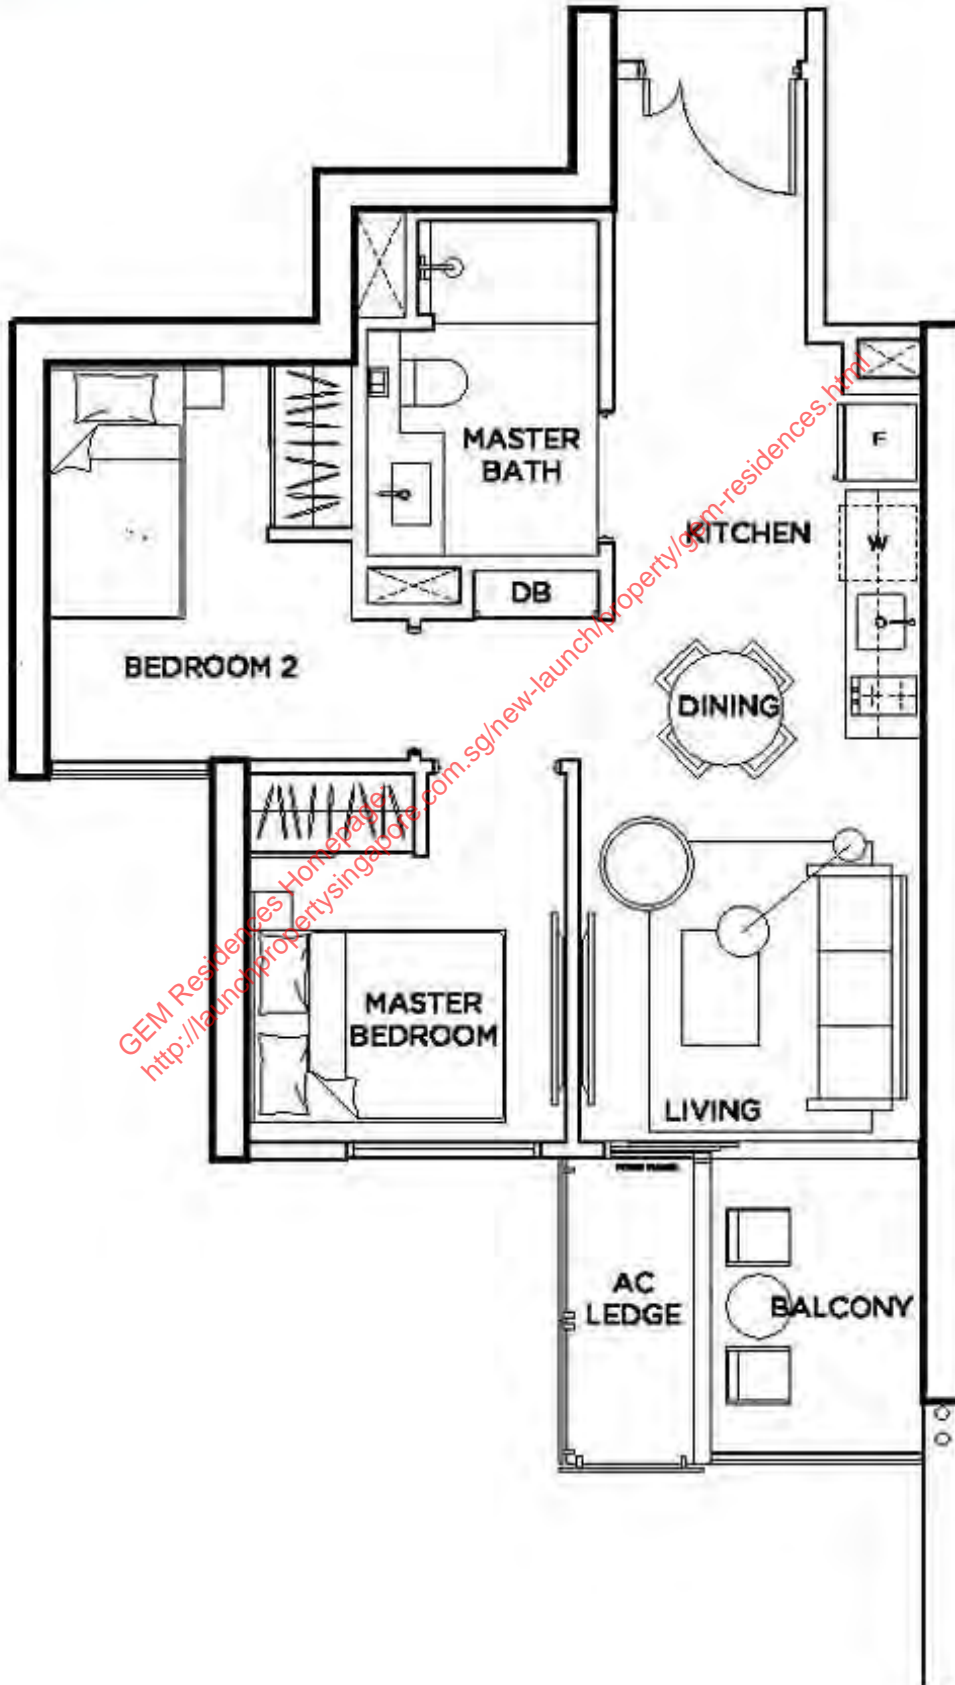 MASTER
BATH
F
KITCHEN
W
DB
BEDROOM 2
DINING
GEM Residences Homepage:
http://launchpropertysingapore.com.sg/new-launch/property/gem-residences.html
MASTER
BEDROOM
LIVING
AC
LEDGE
BALCONY